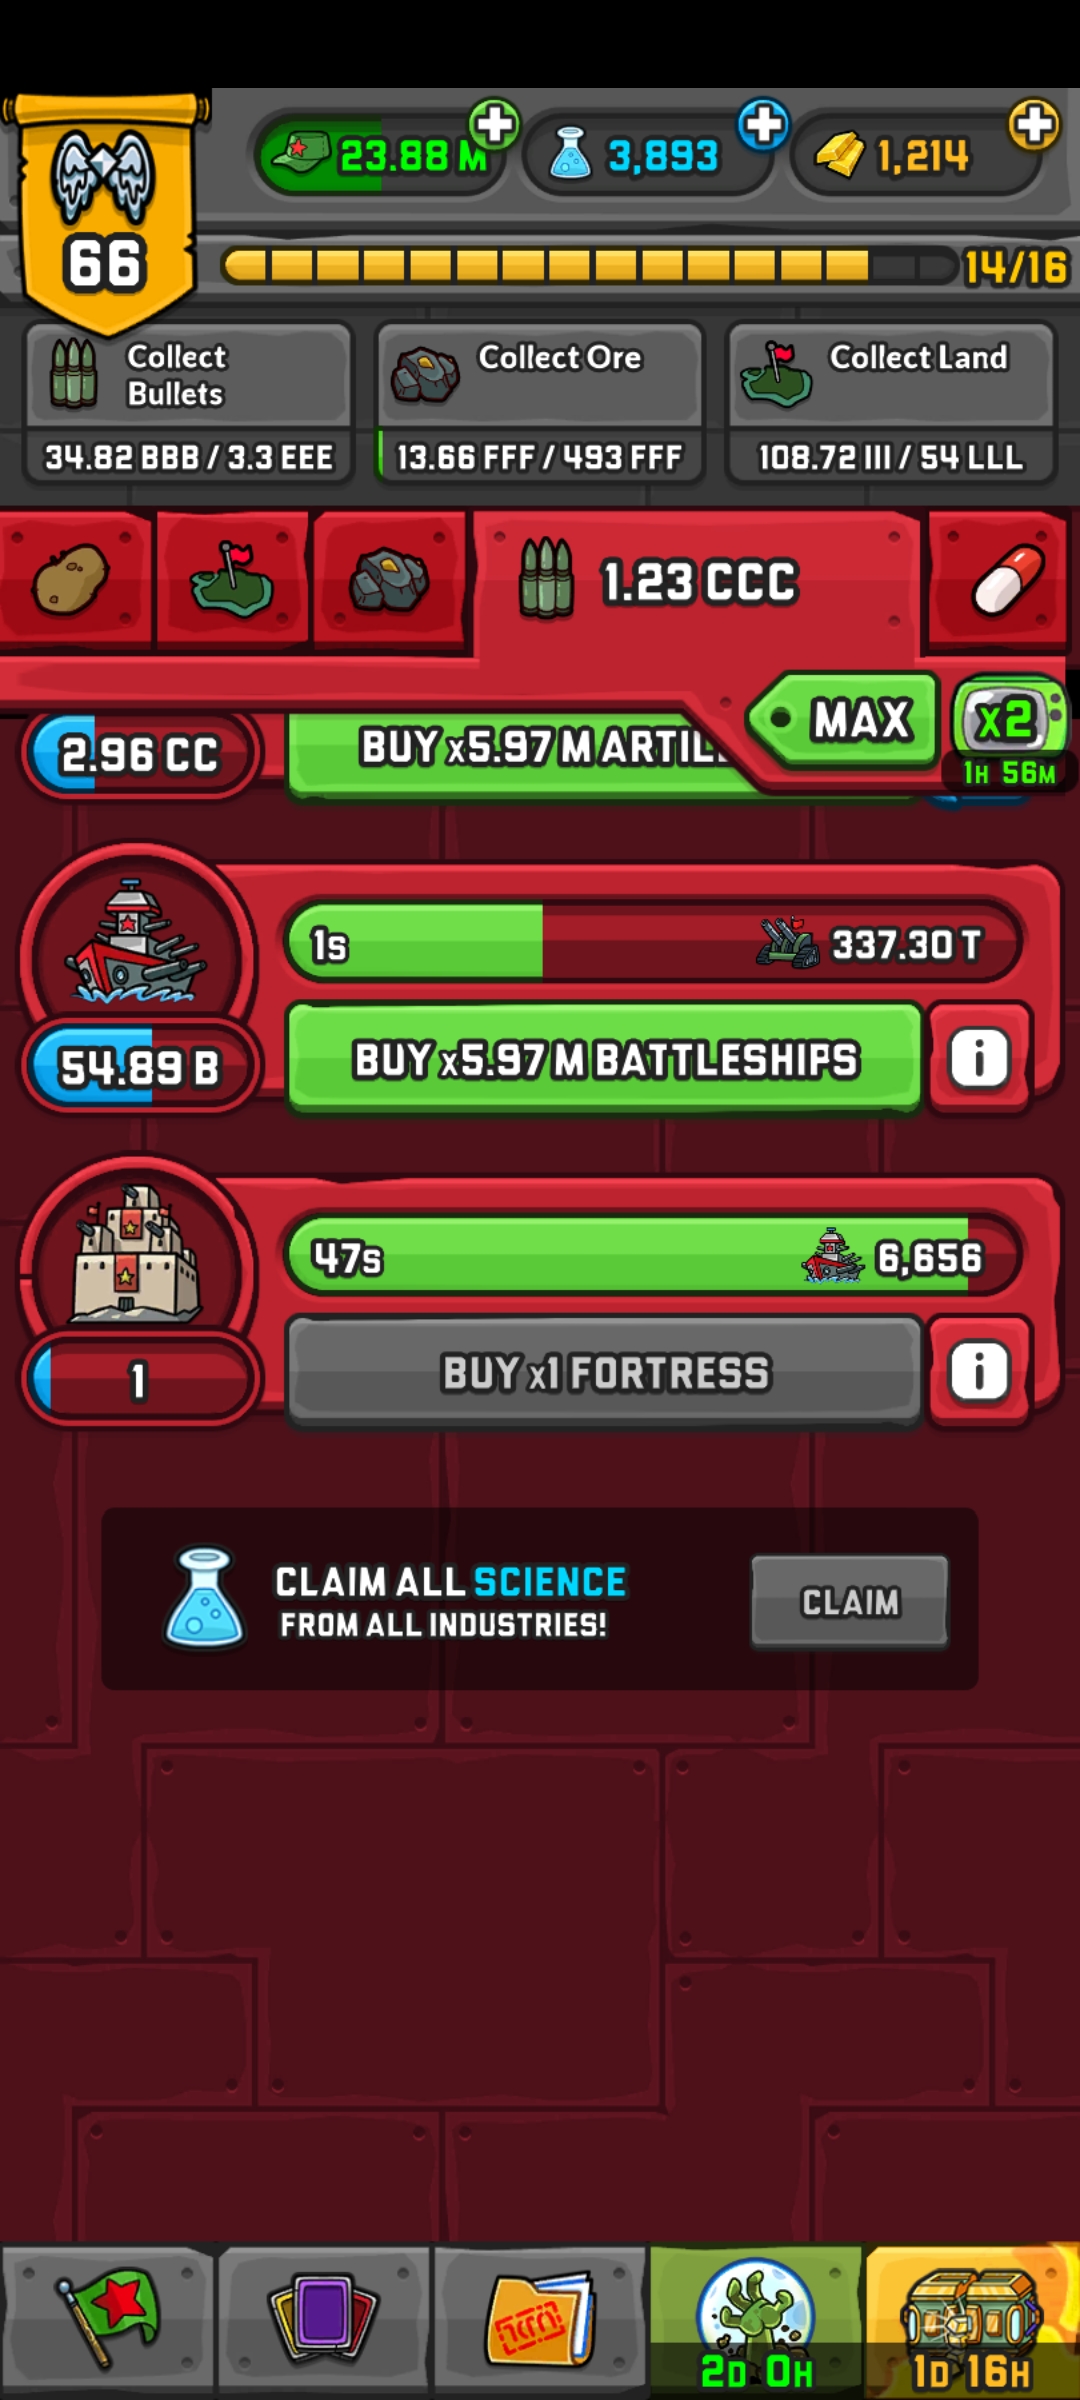 23.88 M
3,893
1,214
66
14/16
Collect
Bullets
34.82 BBB / 3.3 EEE
Collect Ore
13.66 FFF / 493 FFF
Collect Land
108.72 III / 54 LLL
1.23 CCC
MAX
x2
1H 56M
2.96 CC
BUY x5.97 M ARTIL
1s
337.30 T
54.89 B
BUY x5.97 M BATTLESHIPS
i
47s
6,656
1
BUY x1 FORTRESS
i
CLAIM ALL SCIENCE
FROM ALL INDUSTRIES!
CLAIM
2D 0H
1D 16H